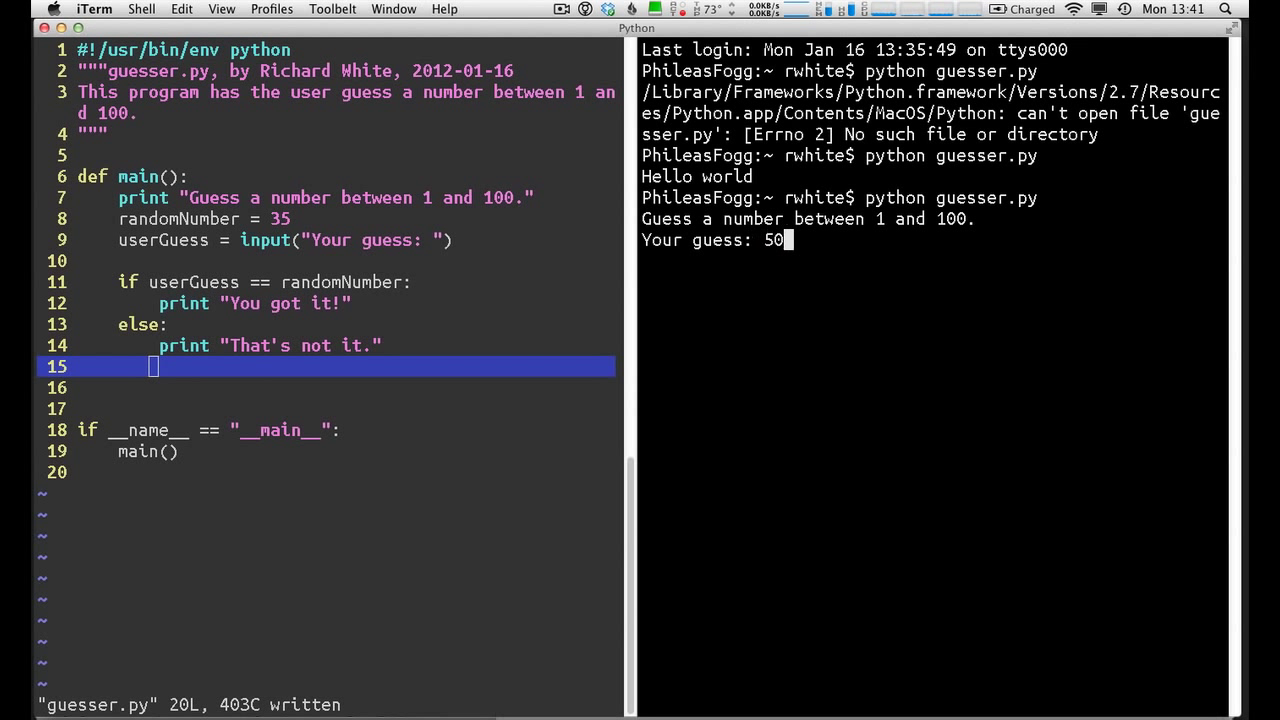 iTerm Shell Edit View Profiles Toolbelt Window Help 73° 0.0KB/s 0.0KB/s Charged Mon 13:41
Python
1 #!/usr/bin/env python
2 """guesser.py, by Richard White, 2012-01-16
3 This program has the user guess a number between 1 an
d 100.
4 """
5
6 def main():
7 print "Guess a number between 1 and 100."
8 randomNumber = 35
9 userGuess = input("Your guess: ")
10
11 if userGuess == randomNumber:
12 print "You got it!"
13 else:
14 print "That's not it."
15
16
17
18 if __name__ == "__main__":
19 main()
20
~
~
~
~
~
~
~
~
~
~
"guesser.py" 20L, 403C written
Last login: Mon Jan 16 13:35:49 on ttys000
PhileasFogg:~ rwhite$ python guesser.py
/Library/Frameworks/Python.framework/Versions/2.7/Resourc
es/Python.app/Contents/MacOS/Python: can't open file 'gue
sser.py': [Errno 2] No such file or directory
PhileasFogg:~ rwhite$ python guesser.py
Hello world
PhileasFogg:~ rwhite$ python guesser.py
Guess a number between 1 and 100.
Your guess: 50